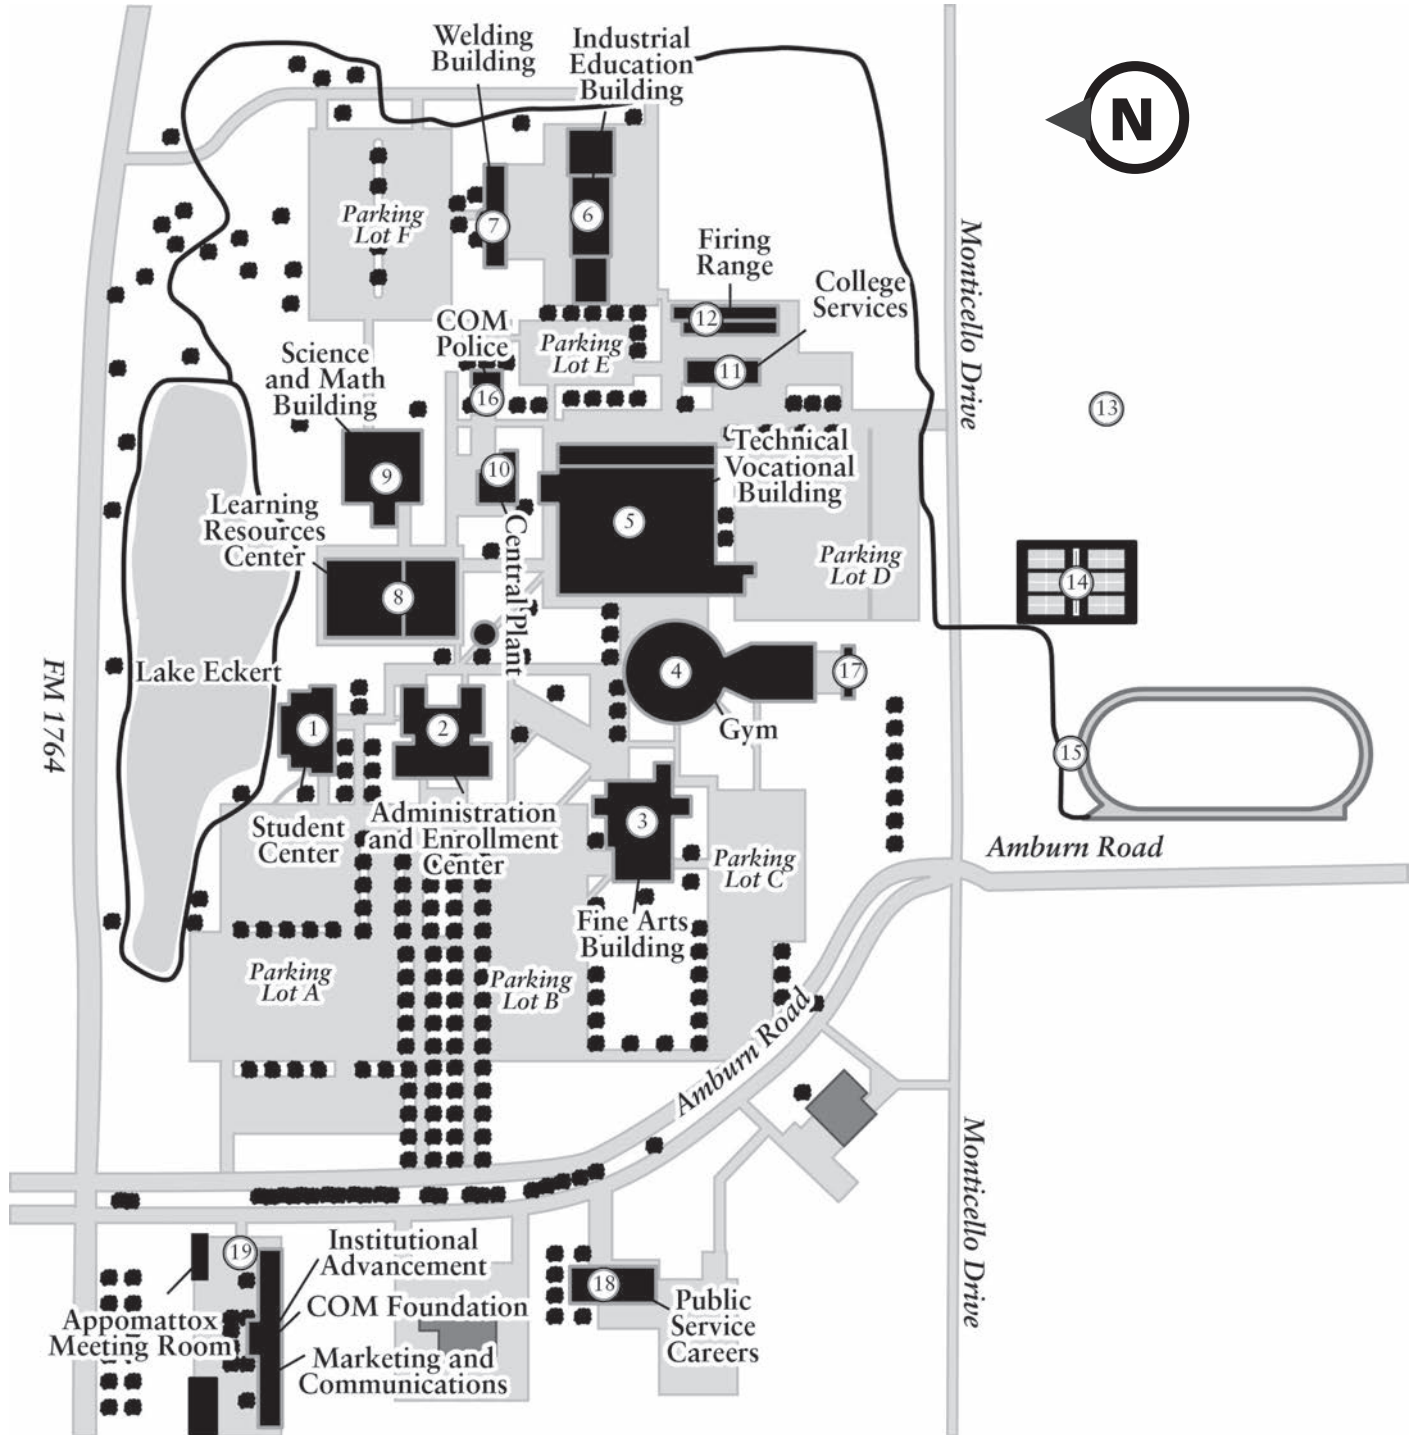 Welding
Building
Industrial
Education
Building
N
Parking
Lot F
7
6
Firing
Range
College
Services
Monticello Drive
12
COM
Police
Parking
Lot E
11
Science
and Math
Building
16
13
Technical
Vocational
Building
9
10
5
Learning
Resources
Center
Central Plant
Parking
Lot D
14
8
4
17
Lake Eckert
FM 1764
1
2
Gym
15
3
Student
Center
Administration
and Enrollment
Center
Parking
Lot C
Amburn Road
Fine Arts
Building
Parking
Lot A
Parking
Lot B
Amburn Road
Monticello Drive
19
Institutional
Advancement
18
COM Foundation
Appomattox
Meeting Room
Public
Service
Careers
Marketing and
Communications